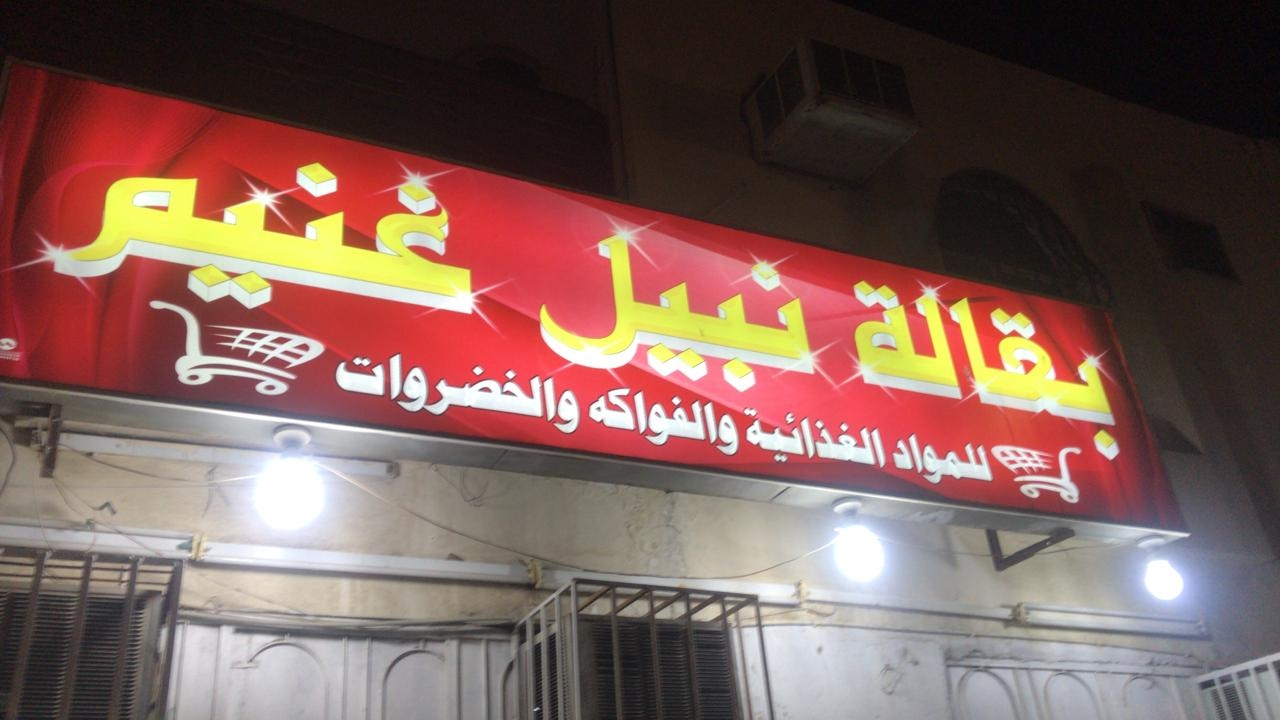 بقالة نبيل غنيم
للمواد الغذائية والفواكه والخضروات